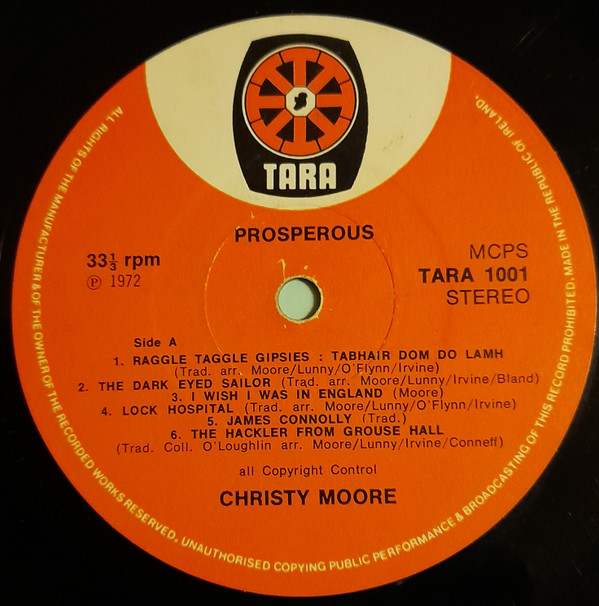 TARA
PROSPEROUS
33⅓ rpm
℗ 1972
MCPS
TARA 1001
STEREO
Side A
1. RAGGLE TAGGLE GIPSIES : TABHAIR DOM DO LAMH
(Trad. arr. Moore/Lunny/O'Flynn/Irvine)
2. THE DARK EYED SAILOR (Trad. arr. Moore/Lunny/Irvine/Bland)
3. I WISH I WAS IN ENGLAND (Moore)
4. LOCK HOSPITAL (Trad. arr. Moore/Lunny/O'Flynn/Irvine)
5. JAMES CONNOLLY (Trad.)
6. THE HACKLER FROM GROUSE HALL
(Trad. Coll. O'Loughlin arr. Moore/Lunny/Irvine/Conneff)
all Copyright Control
CHRISTY MOORE
ALL RIGHTS OF THE MANUFACTURER & OF THE OWNER OF THE RECORDED WORKS RESERVED. UNAUTHORISED COPYING PUBLIC PERFORMANCE & BROADCASTING OF THIS RECORD PROHIBITED. MADE IN THE REPUBLIC OF IRELAND.